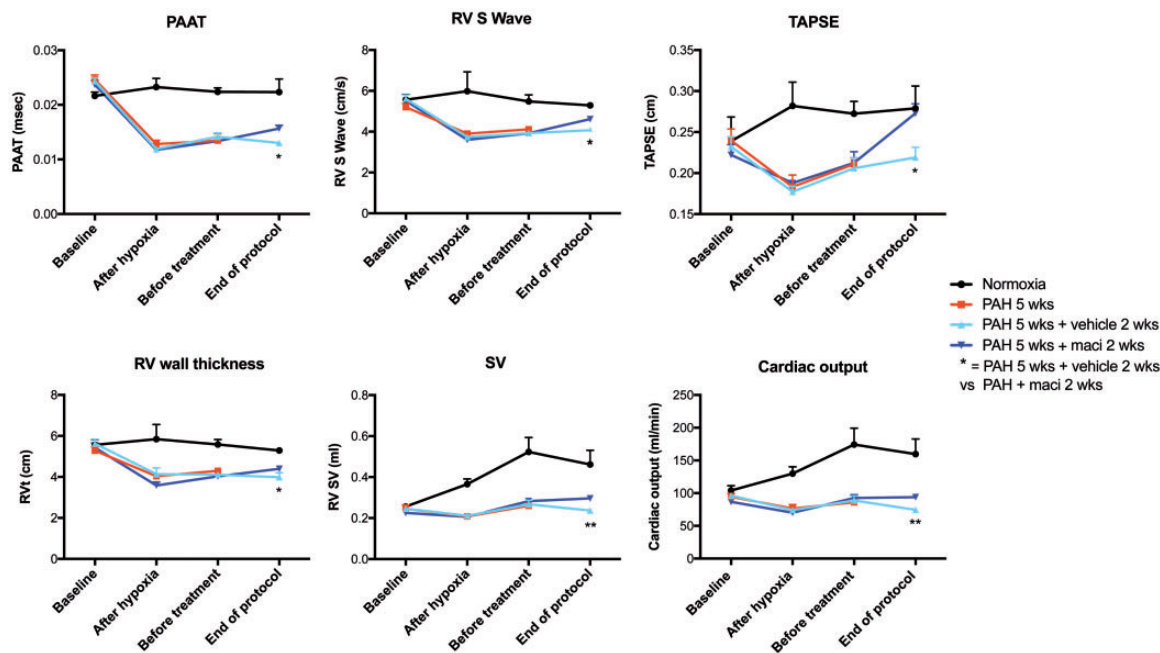 PAAT
0.03
0.02
0.01
0.00
PAAT (msec)
Baseline
After hypoxia
Before treatment
End of protocol
*
RV S Wave
8
6
4
2
0
RV S Wave (cm/s)
Baseline
After hypoxia
Before treatment
End of protocol
*
TAPSE
0.35
0.30
0.25
0.20
0.15
TAPSE (cm)
Baseline
After hypoxia
Before treatment
End of protocol
*
Normoxia
PAH 5 wks
PAH 5 wks + vehicle 2 wks
PAH 5 wks + maci 2 wks
* = PAH 5 wks + vehicle 2 wks
vs PAH + maci 2 wks
RV wall thickness
8
6
4
2
0
RVt (cm)
Baseline
After hypoxia
Before treatment
End of protocol
*
SV
0.8
0.6
0.4
0.2
0.0
RV SV (ml)
Baseline
After hypoxia
Before treatment
End of protocol
**
Cardiac output
250
200
150
100
50
0
Cardiac output (ml/min)
Baseline
After hypoxia
Before treatment
End of protocol
**